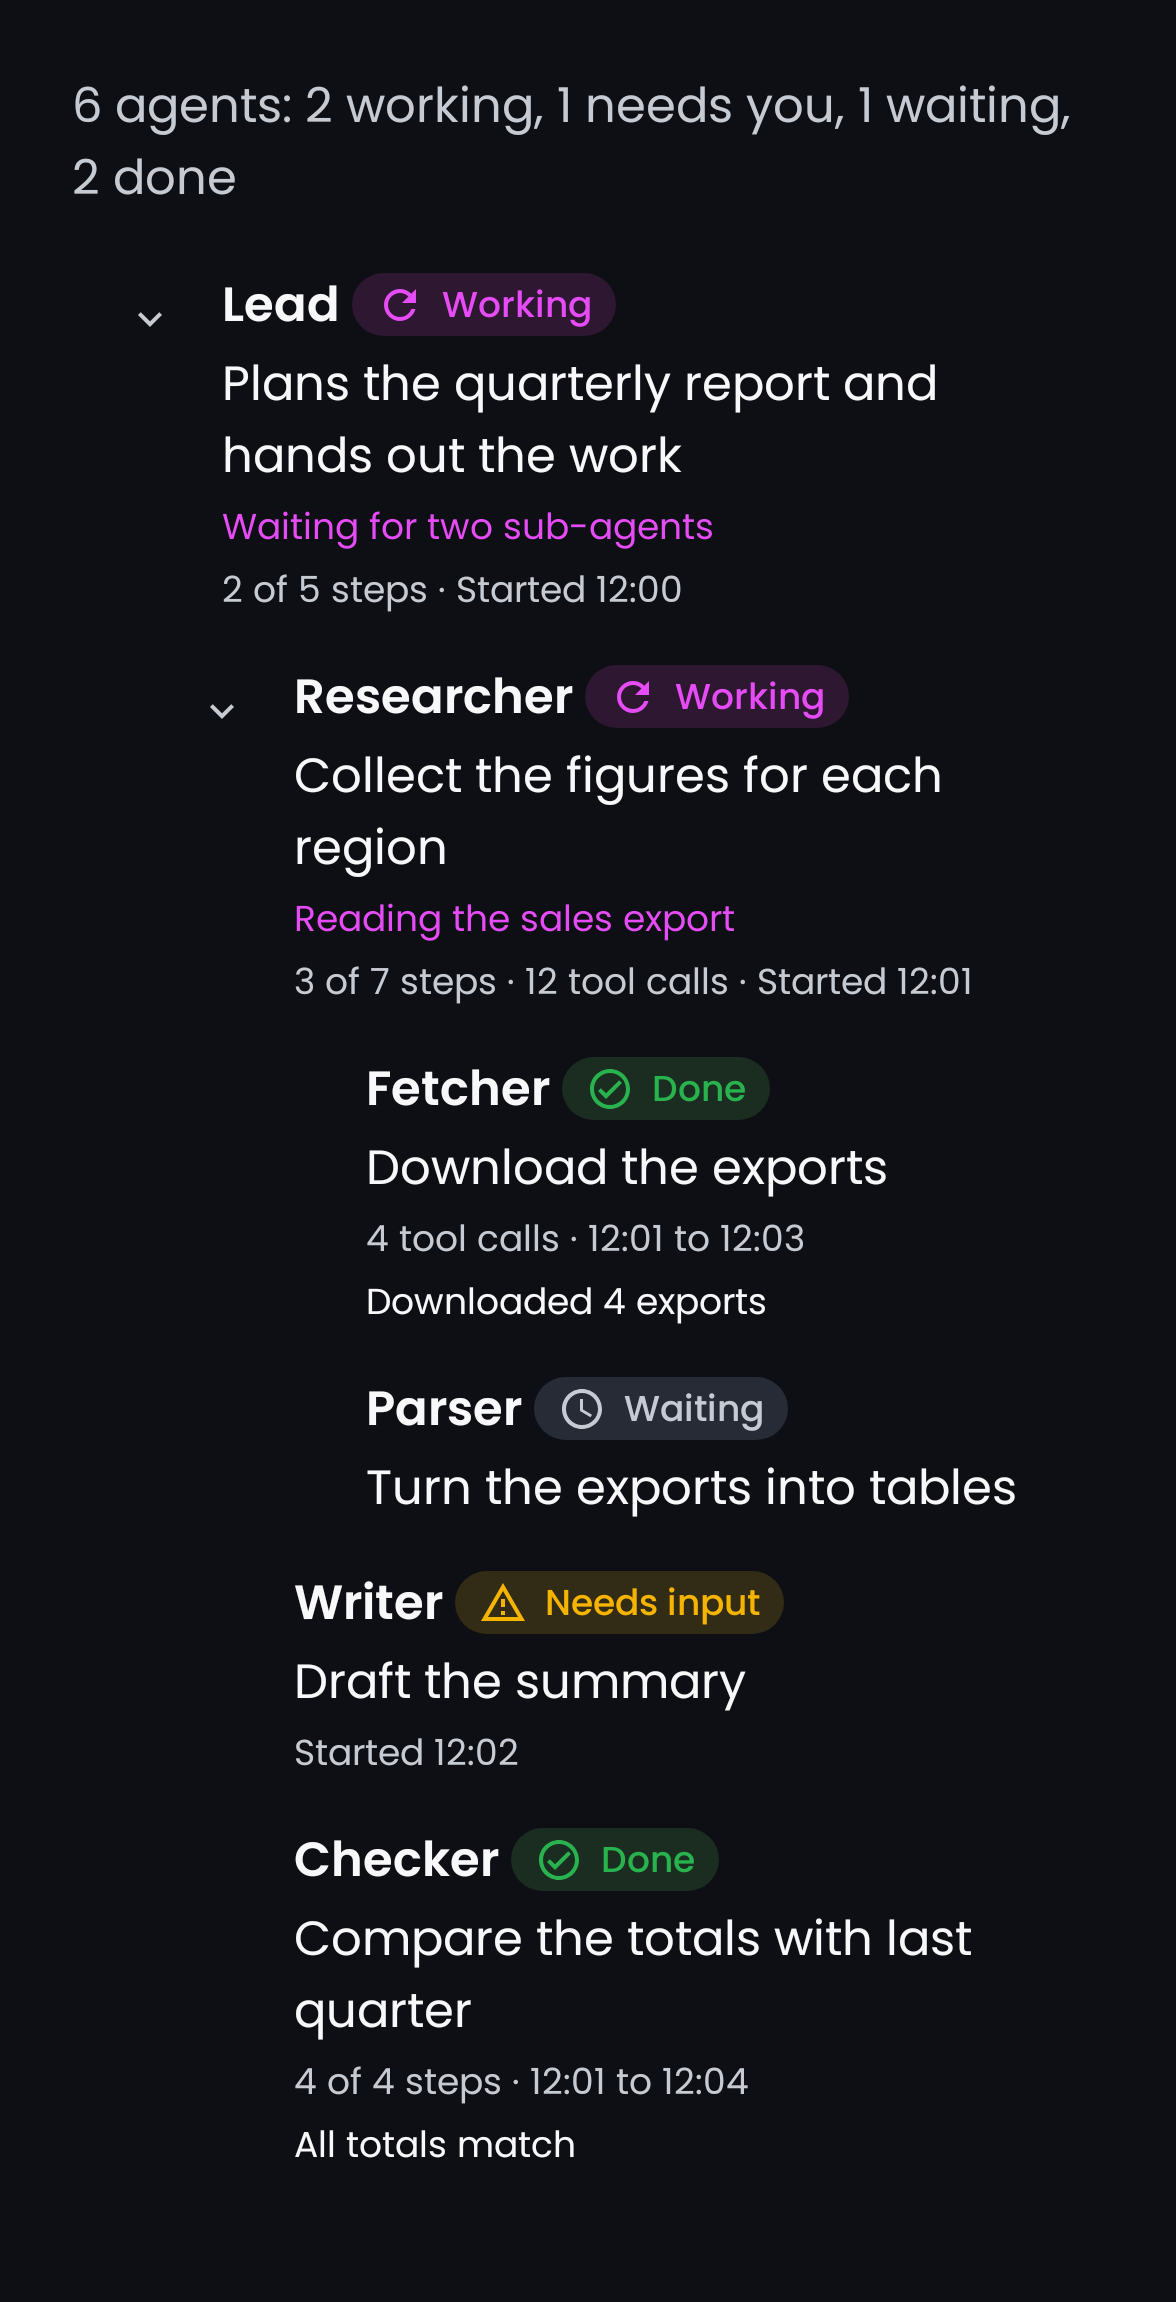 6 agents: 2 working, 1 needs you, 1 waiting,
2 done
Lead Working
Plans the quarterly report and
hands out the work
Waiting for two sub-agents
2 of 5 steps · Started 12:00
Researcher Working
Collect the figures for each
region
Reading the sales export
3 of 7 steps · 12 tool calls · Started 12:01
Fetcher Done
Download the exports
4 tool calls · 12:01 to 12:03
Downloaded 4 exports
Parser Waiting
Turn the exports into tables
Writer Needs input
Draft the summary
Started 12:02
Checker Done
Compare the totals with last
quarter
4 of 4 steps · 12:01 to 12:04
All totals match